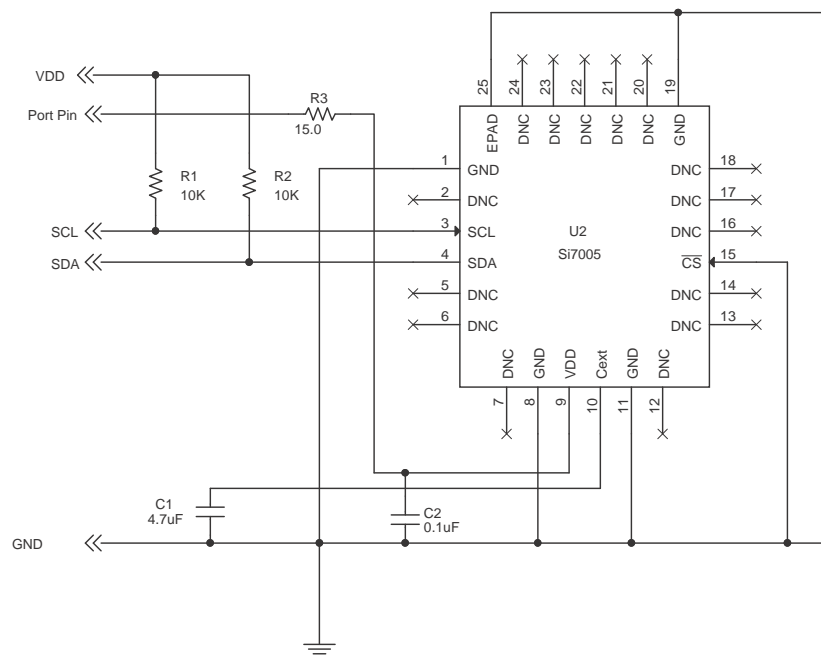 25
24
23
22
21
20
19
EPAD
DNC
DNC
DNC
DNC
DNC
GND
VDD
Port Pin
R3
15.0
R1
10K
R2
10K
SCL
SDA
1
GND
2
DNC
3
SCL
4
SDA
5
DNC
6
DNC
U2
Si7005
DNC
18
DNC
17
DNC
16
CS
15
DNC
14
DNC
13
DNC
GND
VDD
Cext
GND
DNC
7
8
9
10
11
12
C1
4.7uF
C2
0.1uF
GND